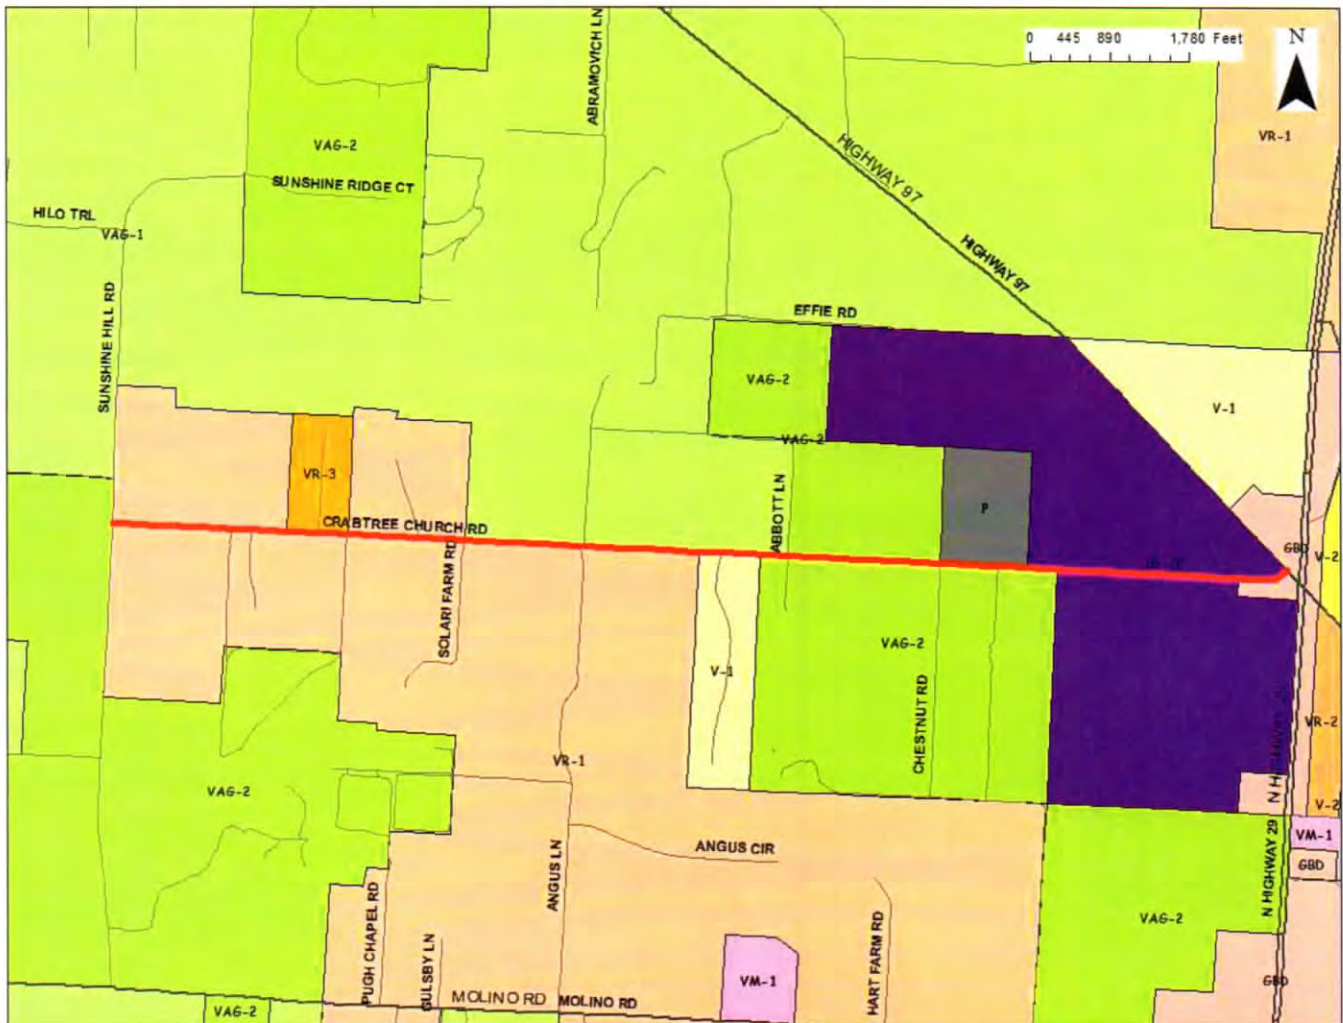 0 445 890 1,780 Feet
N
ABRAMOVICH LN
VR-1
VAG-2
HIGHWAY 97
SUNSHINE RIDGE CT
HILO TRL
VAG-1
HIGHWAY 97
SUNSHINE HILL RD
EFFIE RD
VAG-2
V-1
VAG-2
VR-3
ABBOTT LN
P
CRABTREE CHURCH RD
GBD
V-2
SOLARI FARM RD
VAG-2
V-1
CHESTNUT RD
VR-2
N HIGHWAY
VR-1
VAG-2
V-2
VM-1
ANGUS CIR
GBD
ANGUS LN
N HIGHWAY 29
PUGH CHAPEL RD
HART FARM RD
VAG-2
GULSBY LN
VM-1
GBD
MOLINO RD
MOLINO RD
VAG-2